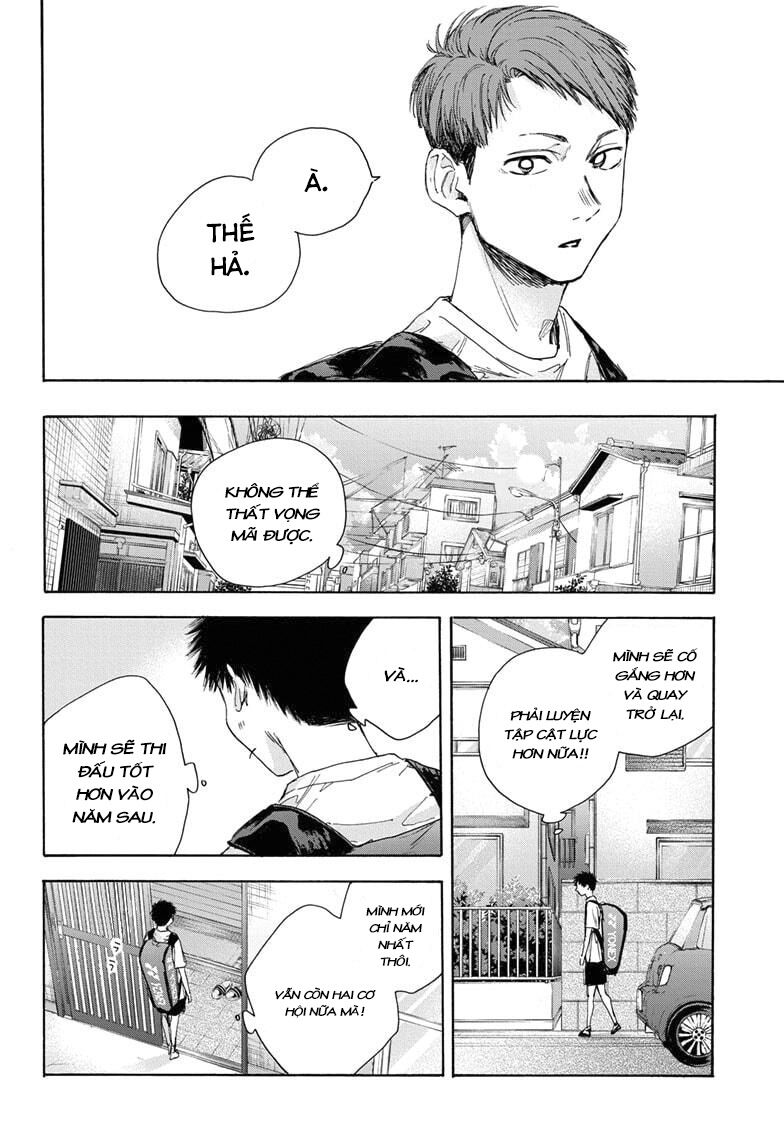 À.
THẾ
HẢ.
KHÔNG THỂ
THẤT VỌNG
MÃI ĐƯỢC.
MÌNH SẼ CỐ
GẮNG HƠN
VÀ QUAY
TRỞ LẠI.
PHẢI LUYỆN
TẬP CẬT LỰC
HƠN NỮA!!
YONEX
VÀ...
MÌNH SẼ THI
ĐẤU TỐT
HƠN VÀO
NĂM SAU.
MÌNH MỚI
CHỈ NĂM
NHẤT
THÔI.
VẪN CÒN HAI CƠ
HỘI NỮA MÀ!